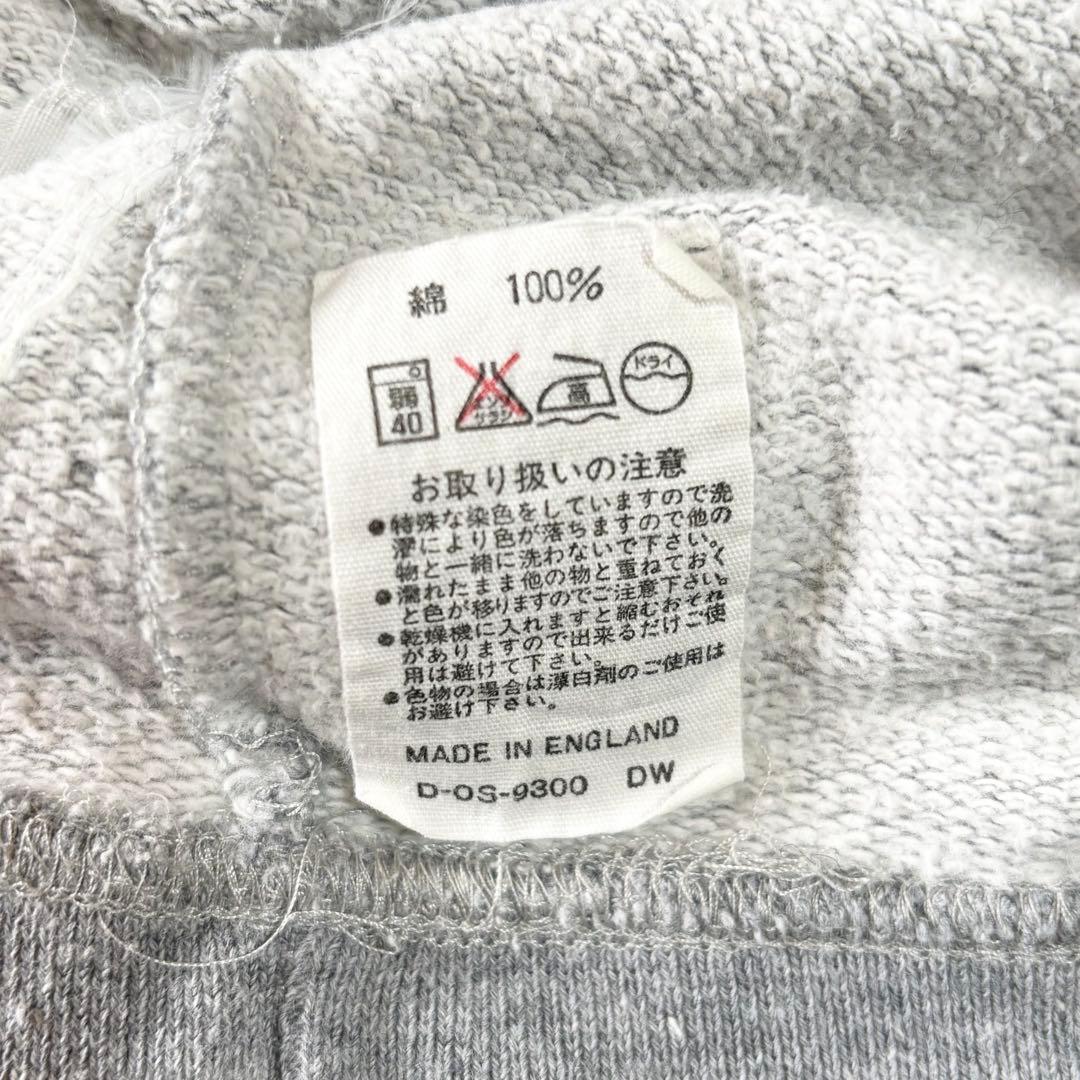 綿 100%
弱 40 エンソ サラシ 高 ドライ
お取り扱いの注意
●特殊な染色をしていますので洗
濯により色が落ちますので他の
物と一緒に洗わないで下さい。
●濡れたまま他の物と重ねておく
と色が移りますのでご注意下さい。
●乾燥機に入れますと縮むおそれ
がありますので出来るだけご使
用は避けて下さい。
●色物の場合は漂白剤のご使用は
お避け下さい。
MADE IN ENGLAND
D-OS-9300 DW